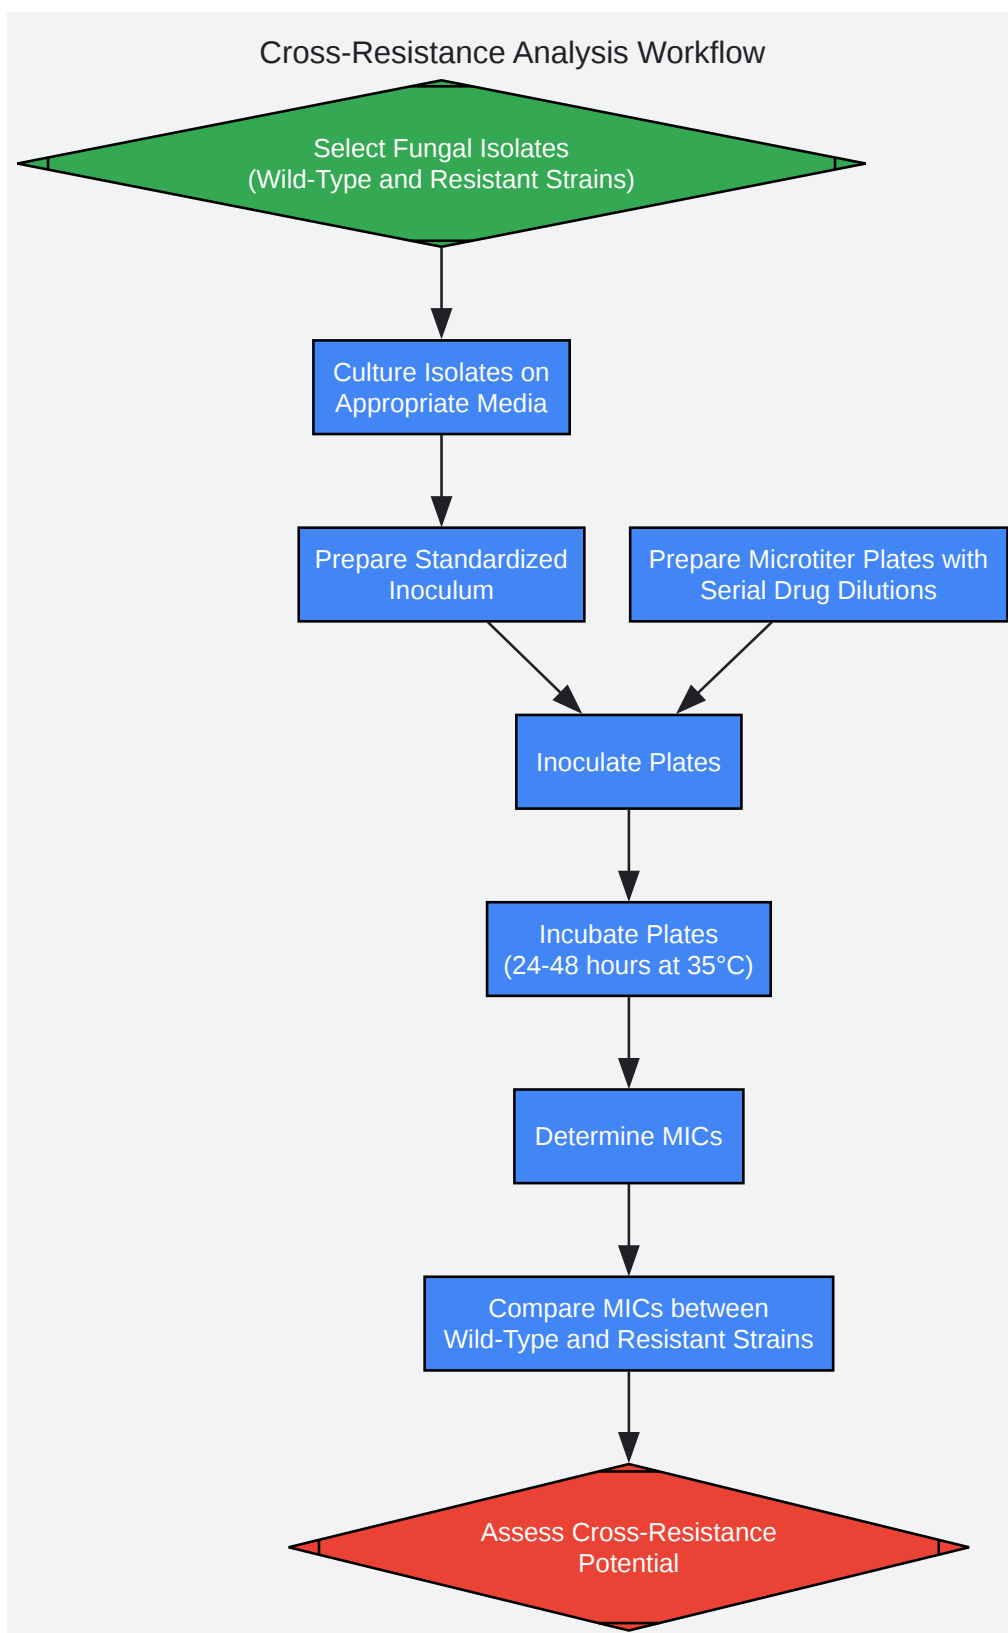 Cross-Resistance Analysis Workflow
Select Fungal Isolates
(Wild-Type and Resistant Strains)
Culture Isolates on
Appropriate Media
Prepare Standardized
Inoculum
Prepare Microtiter Plates with
Serial Drug Dilutions
Inoculate Plates
Incubate Plates
(24-48 hours at 35°C)
Determine MICs
Compare MICs between
Wild-Type and Resistant Strains
Assess Cross-Resistance
Potential